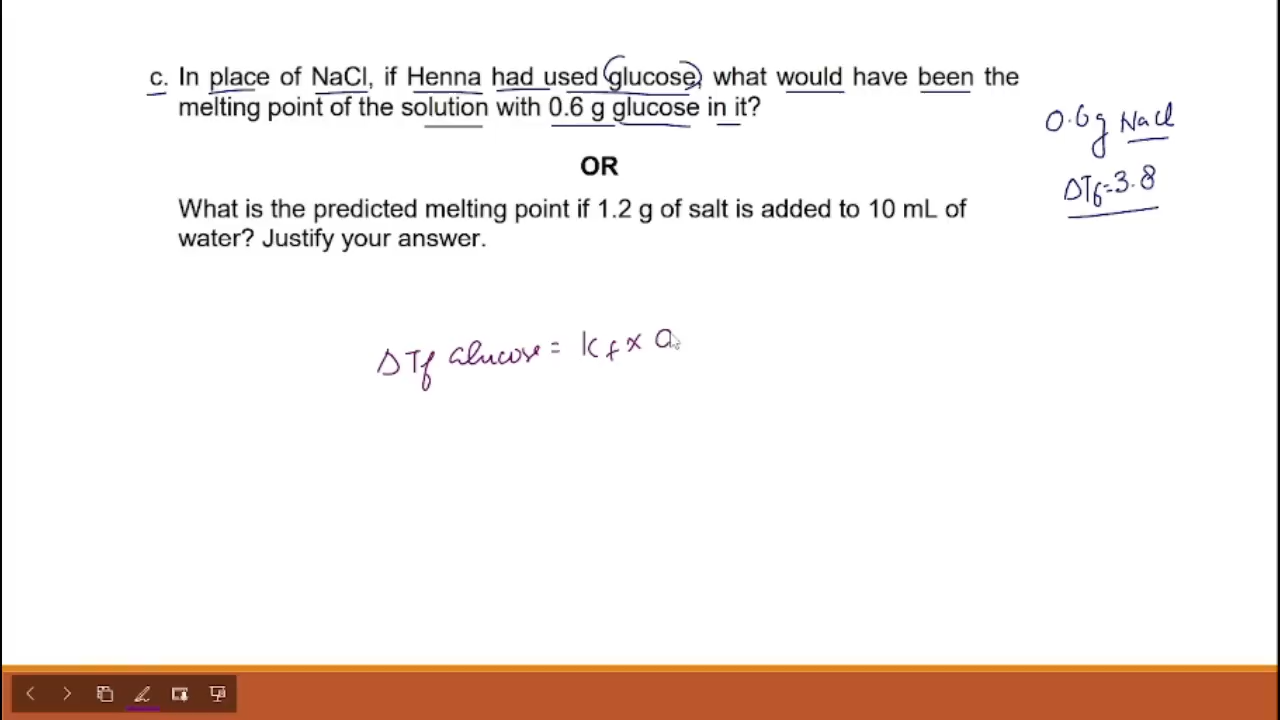 c. In place of NaCl, if Henna had used glucose, what would have been the
melting point of the solution with 0.6 g glucose in it?
0.6g NaCl
ΔTf=3.8
OR
What is the predicted melting point if 1.2 g of salt is added to 10 mL of
water? Justify your answer.
ΔTf Glucose = Kf × 0